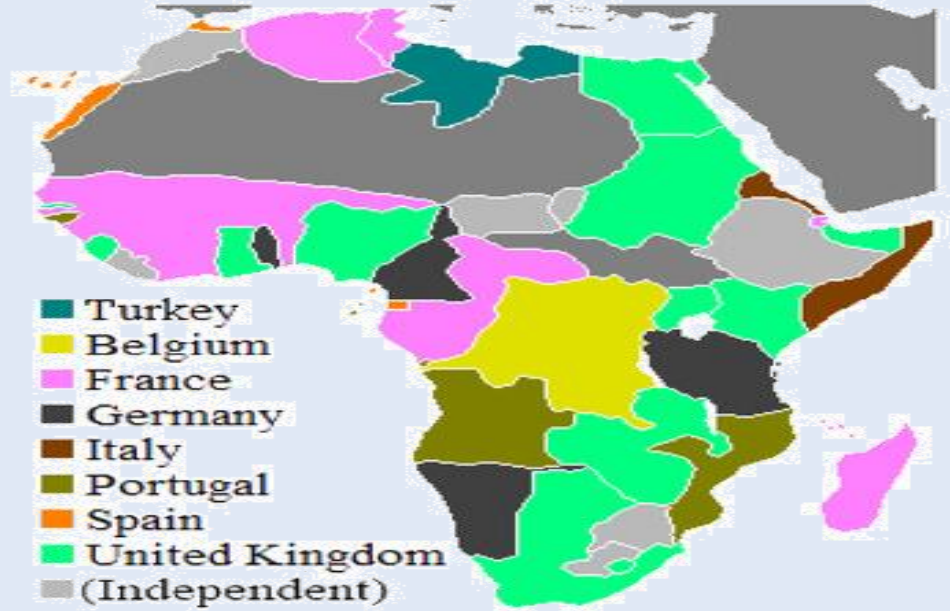 Turkey
Belgium
France
Germany
Italy
Portugal
Spain
United Kingdom
(Independent)